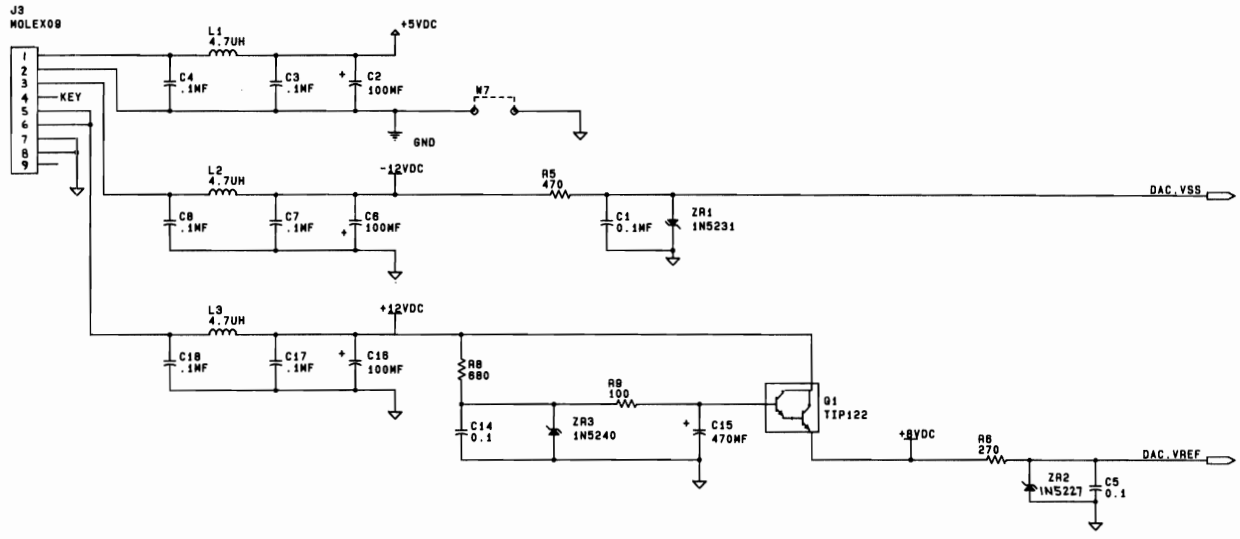 J3
MOLEX09
1
2
3
4
5
6
7
8
9
KEY
L1
4.7UH
+5VDC
C4
.1MF
C3
.1MF
+
C2
100MF
W7
GND
L2
4.7UH
-12VDC
R5
470
DAC.VSS
C8
.1MF
C7
.1MF
C6
100MF
+
C1
0.1MF
ZR1
1N5231
L3
4.7UH
+12VDC
C18
.1MF
C17
.1MF
+
C16
100MF
R8
680
R9
100
C14
0.1
ZR3
1N5240
+
C15
470MF
Q1
TIP122
+8VDC
R6
270
DAC.VREF
ZR2
1N5227
C5
0.1